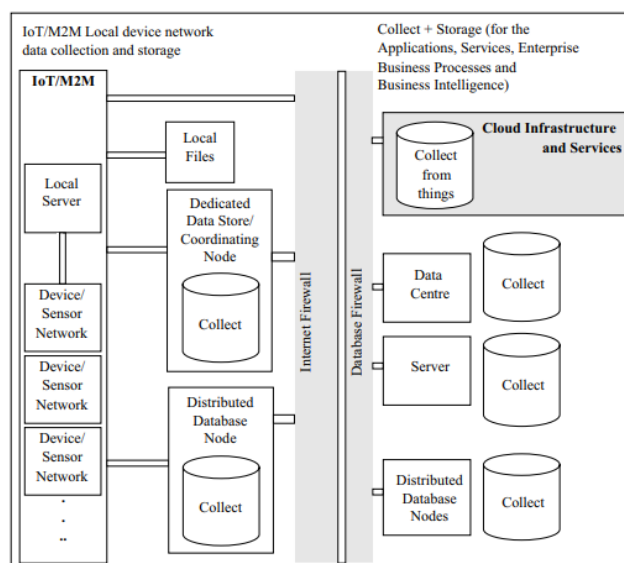 IoT/M2M Local device network
data collection and storage
Collect + Storage (for the
Applications, Services, Enterprise
Business Processes and
Business Intelligence)
IoT/M2M
Local
Server
Device/
Sensor
Network
Device/
Sensor
Network
Device/
Sensor
Network
.
.
..
Local
Files
Dedicated
Data Store/
Coordinating
Node
Collect
Distributed
Database
Node
Collect
Internet Firewall
Database Firewall
Cloud Infrastructure
and Services
Collect
from
things
Data
Centre
Collect
Server
Collect
Distributed
Database
Nodes
Collect